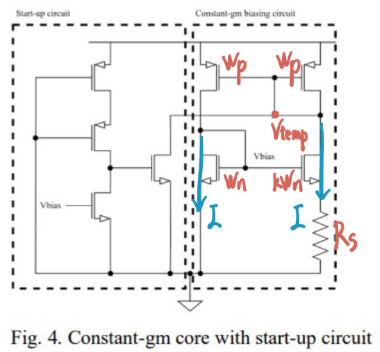 Start-up circuit
Constant-gm biasing circuit
Wp Wp
Vtemp
Vbias
Wn kWn
Vbias
I I
Rs
Fig. 4. Constant-gm core with start-up circuit